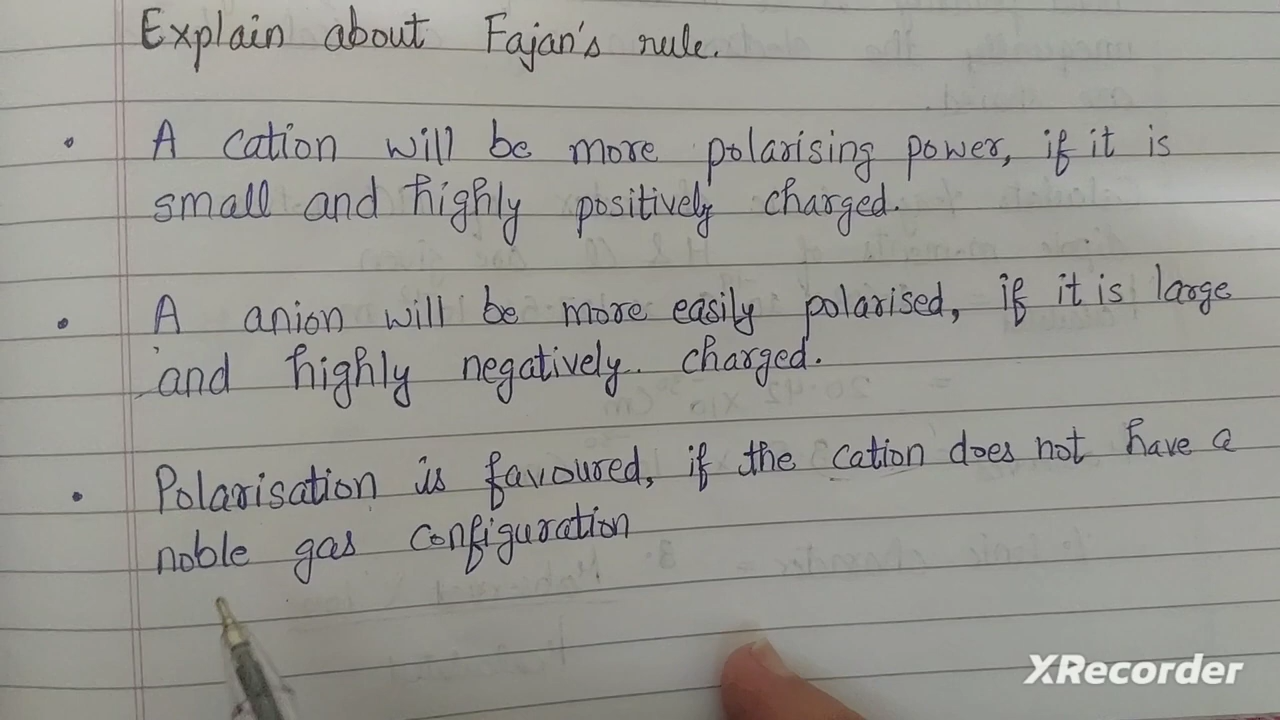 Explain about Fajan's rule.
• A cation will be more polarising power, if it is
small and highly positively charged.
• A anion will be more easily polarised, if it is large
and highly negatively charged.
• Polarisation is favoured, if the cation does not have a
noble gas configuration
XRecorder